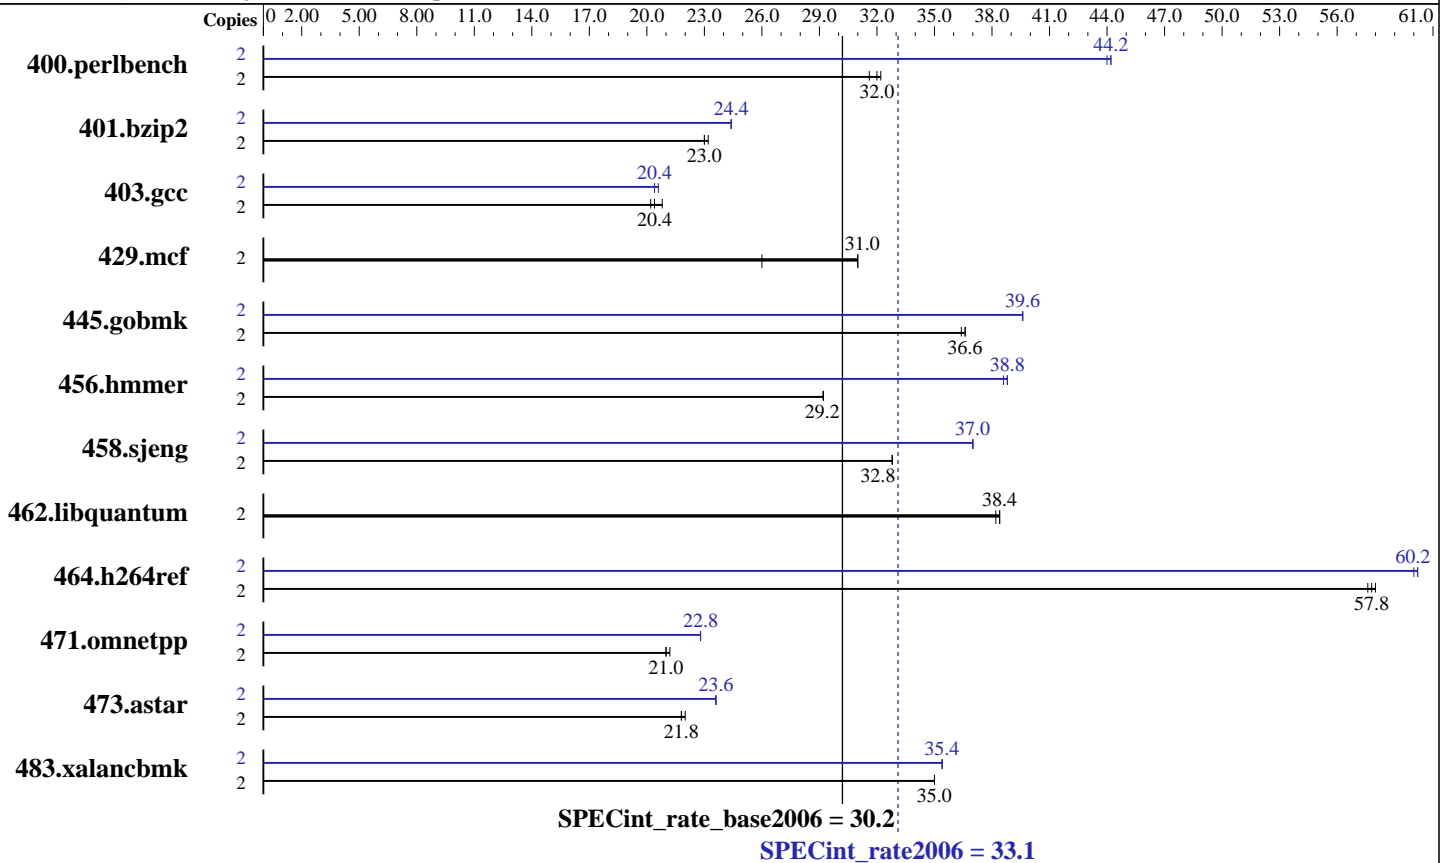 Copies 0 2.00 5.00 8.00 11.0 14.0 17.0 20.0 23.0 26.0 29.0 32.0 35.0 38.0 41.0 44.0 47.0 50.0 53.0 56.0 61.0
400.perlbench 2 44.2
2 32.0
401.bzip2 2 24.4
2 23.0
403.gcc 2 20.4
2 20.4
429.mcf 2 31.0
445.gobmk 2 39.6
2 36.6
456.hmmer 2 38.8
2 29.2
458.sjeng 2 37.0
2 32.8
462.libquantum 2 38.4
464.h264ref 2 60.2
2 57.8
471.omnetpp 2 22.8
2 21.0
473.astar 2 23.6
2 21.8
483.xalancbmk 2 35.4
2 35.0
SPECint_rate_base2006 = 30.2
SPECint_rate2006 = 33.1